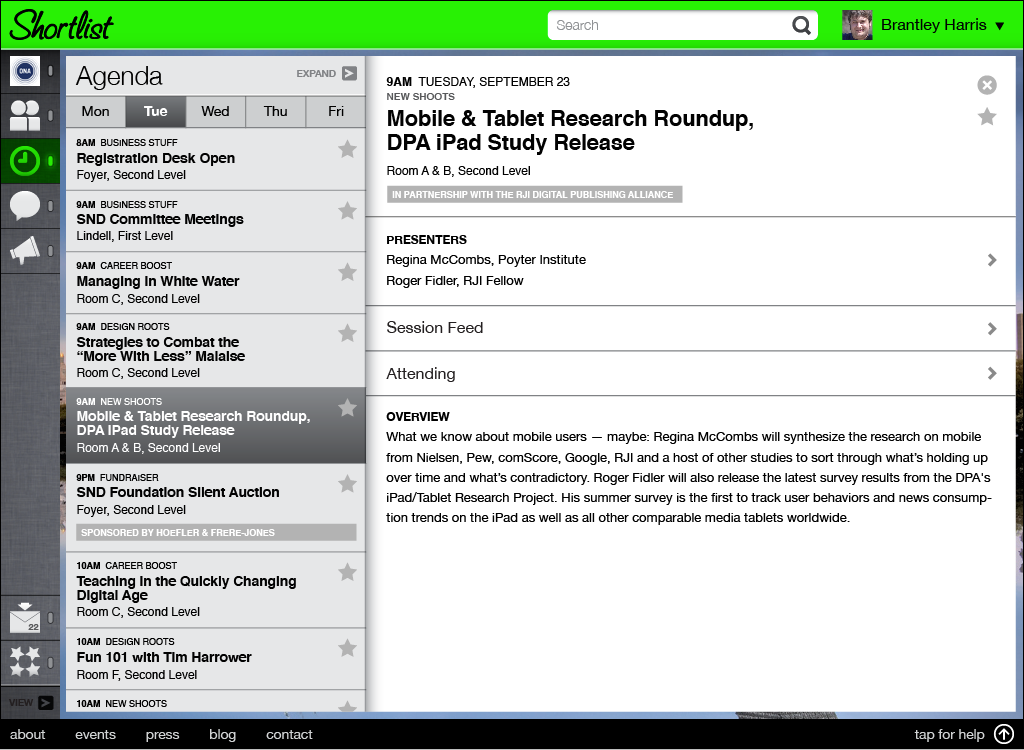 Shortlist
Search
Brantley Harris
DNA
Agenda
EXPAND
Mon Tue Wed Thu Fri
8AM BUSINESS STUFF
Registration Desk Open
Foyer, Second Level
9AM BUSINESS STUFF
SND Committee Meetings
Lindell, First Level
9AM CAREER BOOST
Managing in White Water
Room C, Second Level
9AM DESIGN ROOTS
Strategies to Combat the
“More With Less” Malaise
Room C, Second Level
9AM NEW SHOOTS
Mobile & Tablet Research Roundup,
DPA iPad Study Release
Room A & B, Second Level
9PM FUNDRAISER
SND Foundation Silent Auction
Foyer, Second Level
SPONSORED BY HOEFLER & FRERE-JONES
10AM CAREER BOOST
Teaching in the Quickly Changing
Digital Age
Room C, Second Level
10AM DESIGN ROOTS
Fun 101 with Tim Harrower
Room F, Second Level
10AM NEW SHOOTS
9AM TUESDAY, SEPTEMBER 23
NEW SHOOTS
Mobile & Tablet Research Roundup,
DPA iPad Study Release
Room A & B, Second Level
IN PARTNERSHIP WITH THE RJI DIGITAL PUBLISHING ALLIANCE
PRESENTERS
Regina McCombs, Poyter Institute
Roger Fidler, RJI Fellow
Session Feed
Attending
OVERVIEW
What we know about mobile users — maybe: Regina McCombs will synthesize the research on mobile
from Nielsen, Pew, comScore, Google, RJI and a host of other studies to sort through what’s holding up
over time and what’s contradictory. Roger Fidler will also release the latest survey results from the DPA's
iPad/Tablet Research Project. His summer survey is the first to track user behaviors and news consump-
tion trends on the iPad as well as all other comparable media tablets worldwide.
22
VIEW
about events press blog contact
tap for help